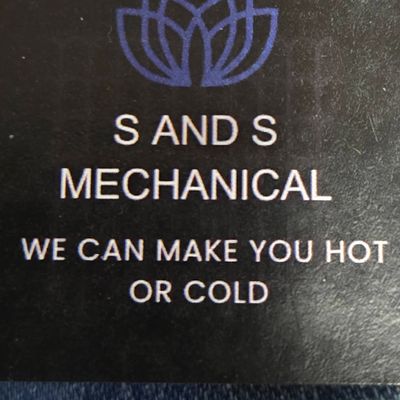 S AND S
MECHANICAL
WE CAN MAKE YOU HOT
OR COLD